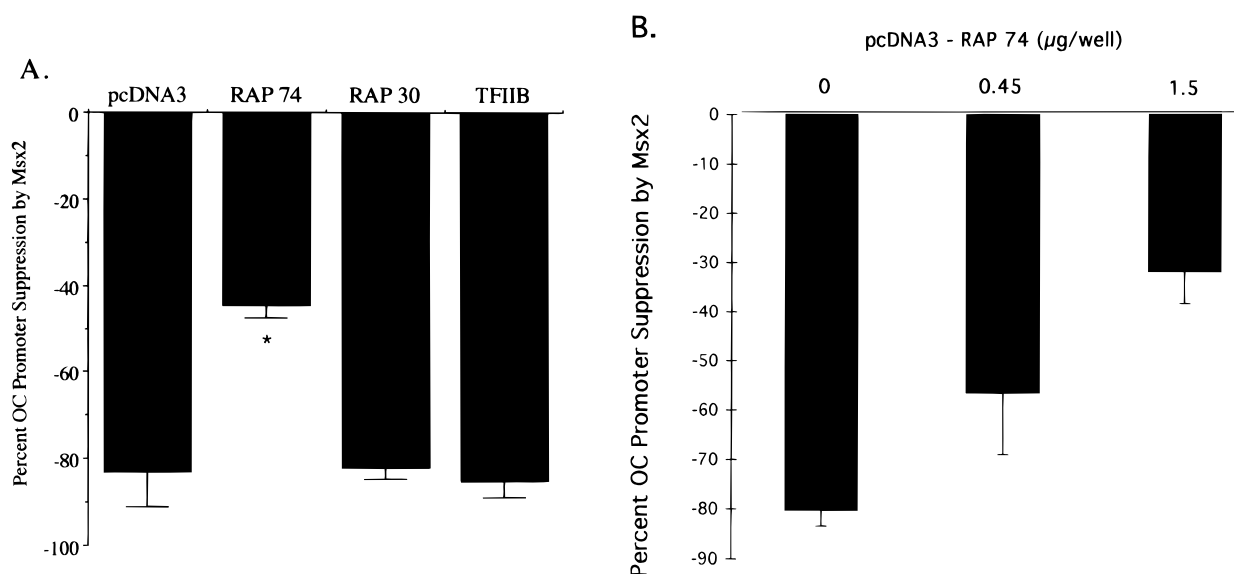 A.
pcDNA3 RAP 74 RAP 30 TFIIB
0
-20
-40
-60
-80
-100
*
Percent OC Promoter Suppression by Msx2
B.
pcDNA3 - RAP 74 (µg/well)
0 0.45 1.5
0
-10
-20
-30
-40
-50
-60
-70
-80
-90
Percent OC Promoter Suppression by Msx2